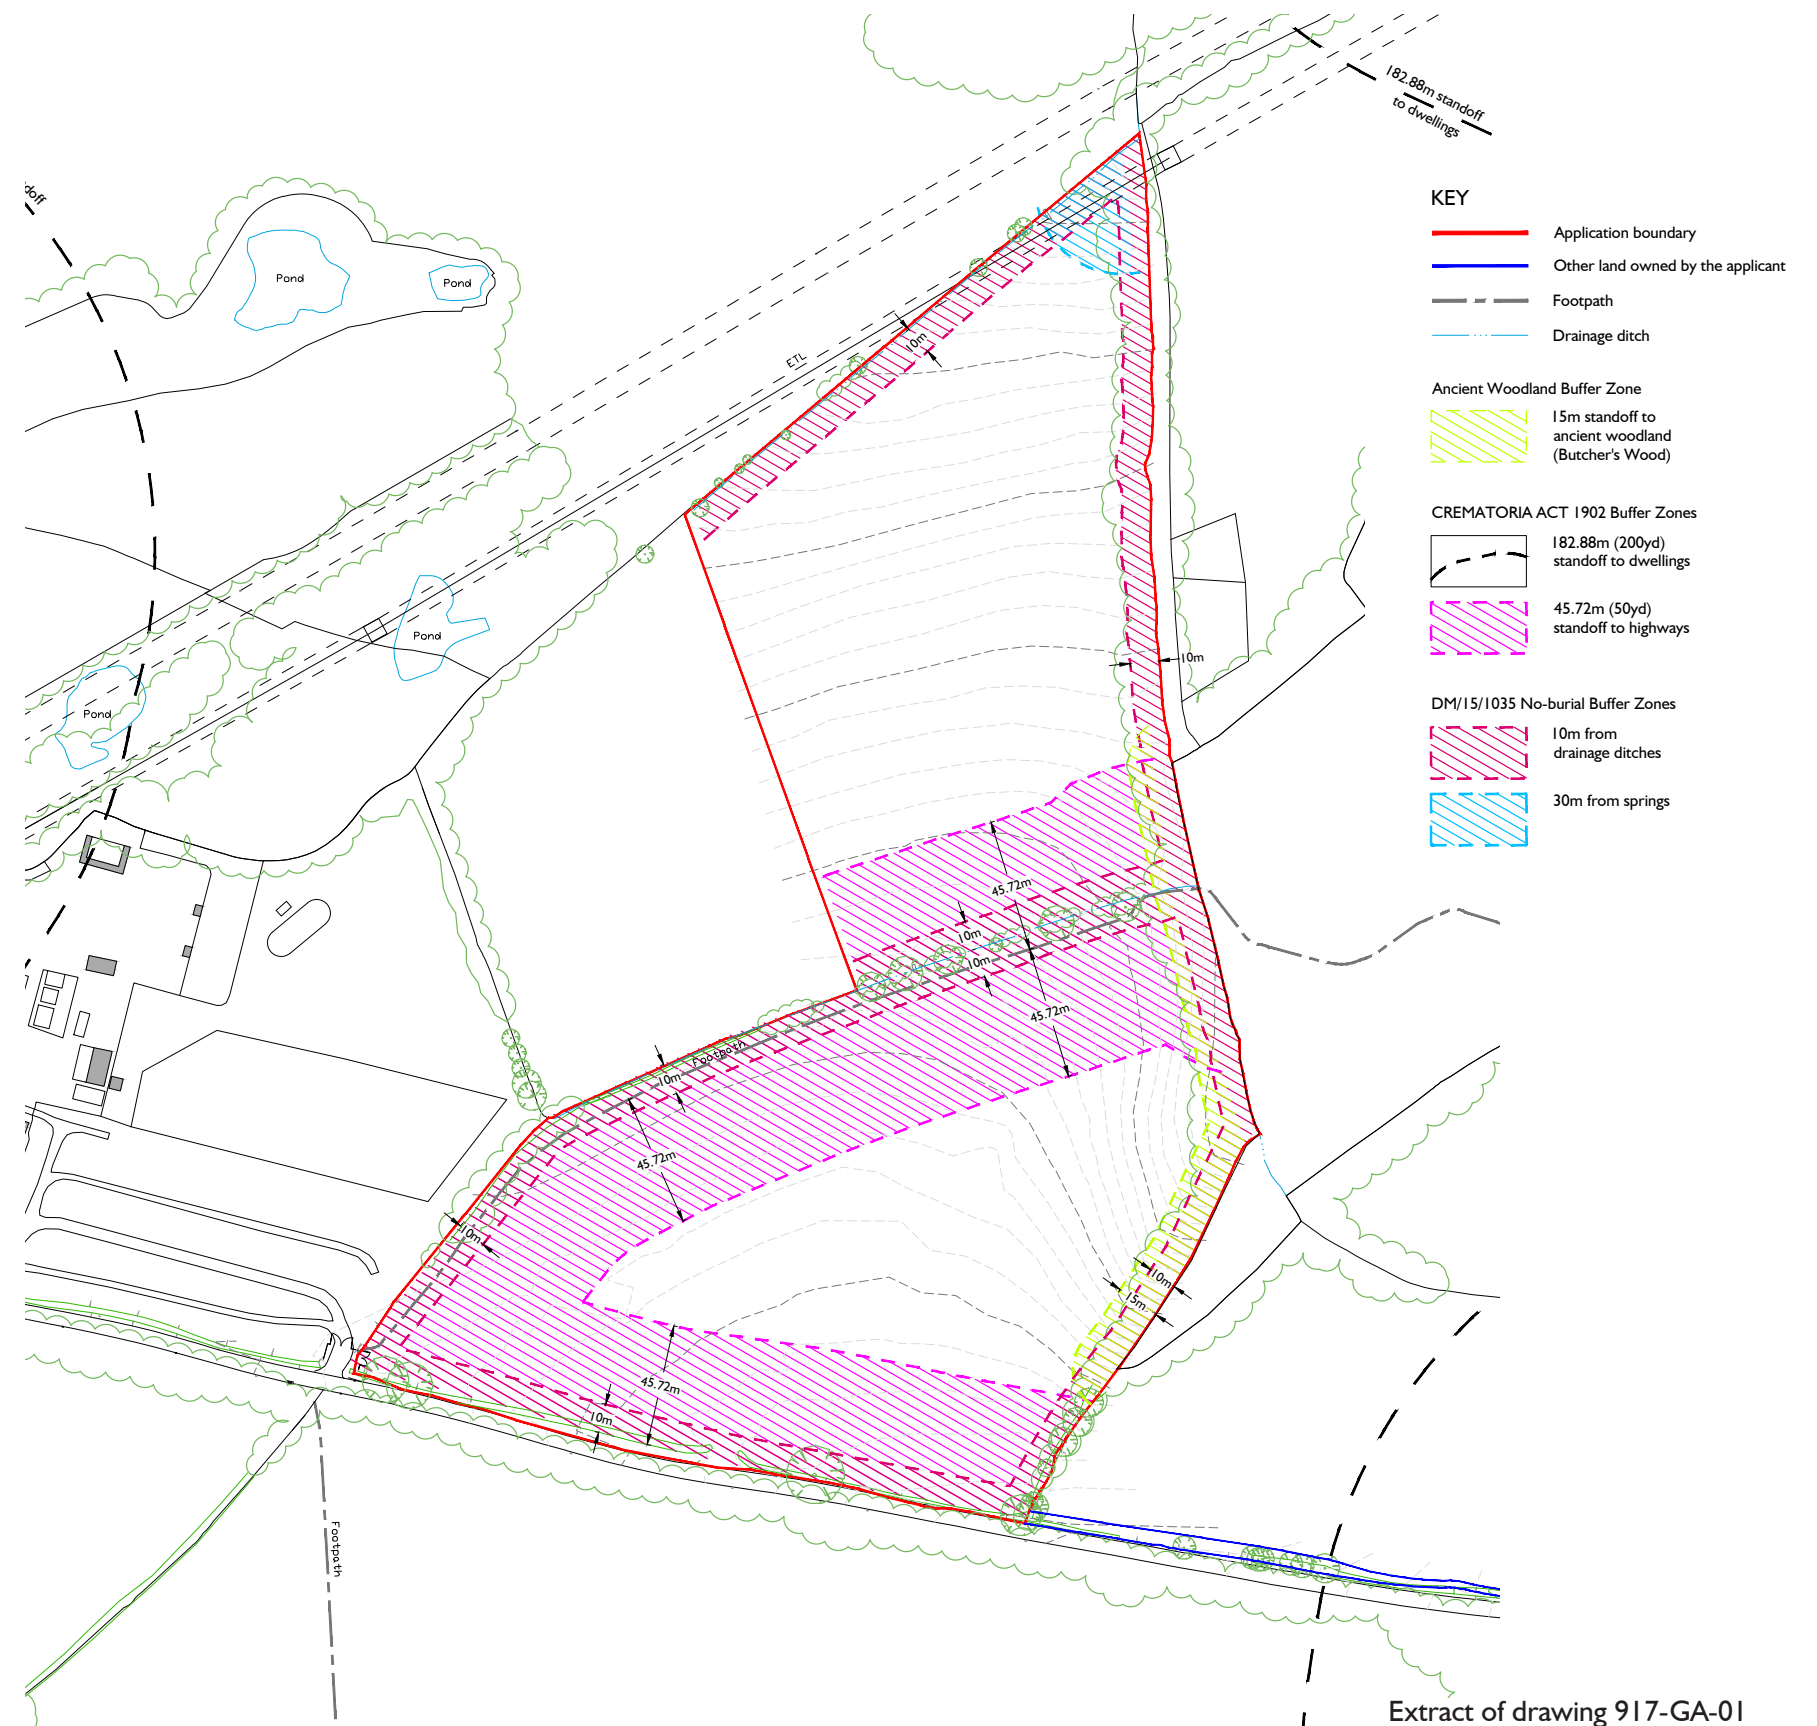 182.88m standoff
to dwellings
doff
KEY
Application boundary
Other land owned by the applicant
Footpath
Drainage ditch
Ancient Woodland Buffer Zone
15m standoff to
ancient woodland
(Butcher's Wood)
CREMATORIA ACT 1902 Buffer Zones
182.88m (200yd)
standoff to dwellings
45.72m (50yd)
standoff to highways
DM/15/1035 No-burial Buffer Zones
10m from
drainage ditches
30m from springs
Pond
Pond
10m
ETL
Pond
10m
Pond
45.72m
10m
10m
45.72m
Footpath
10m
45.72m
10m
10m
15m
45.72m
10m
Footpath
Extract of drawing 917-GA-01